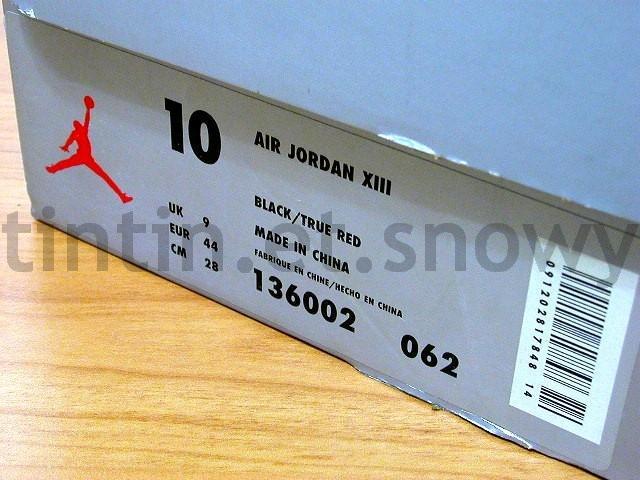 10
AIR JORDAN XIII
UK 9
EUR 44
CM 28
BLACK/TRUE RED
MADE IN CHINA
FABRIQUE EN CHINE/HECHO EN CHINA
136002 062
091202817848 14
tintin.et.snowy